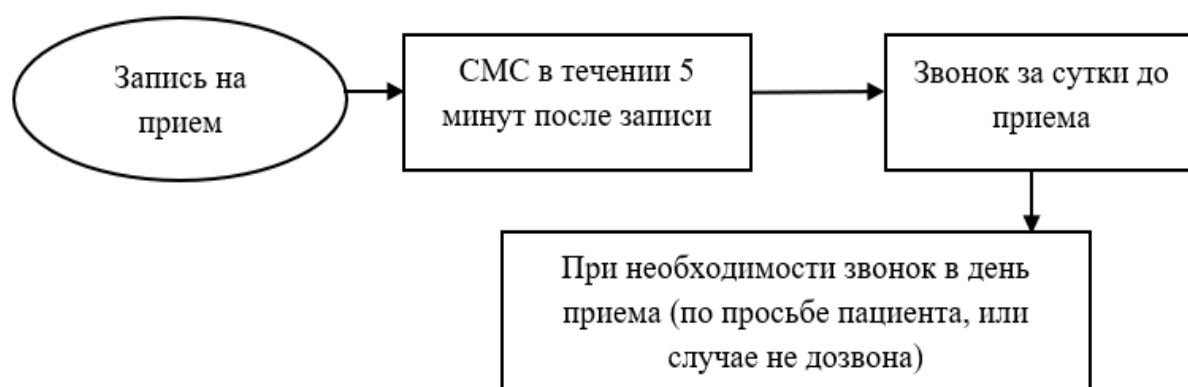 Запись на
прием
СМС в течении 5
минут после записи
Звонок за сутки до
приема
При необходимости звонок в день
приема (по просьбе пациента, или
случае не дозвона)